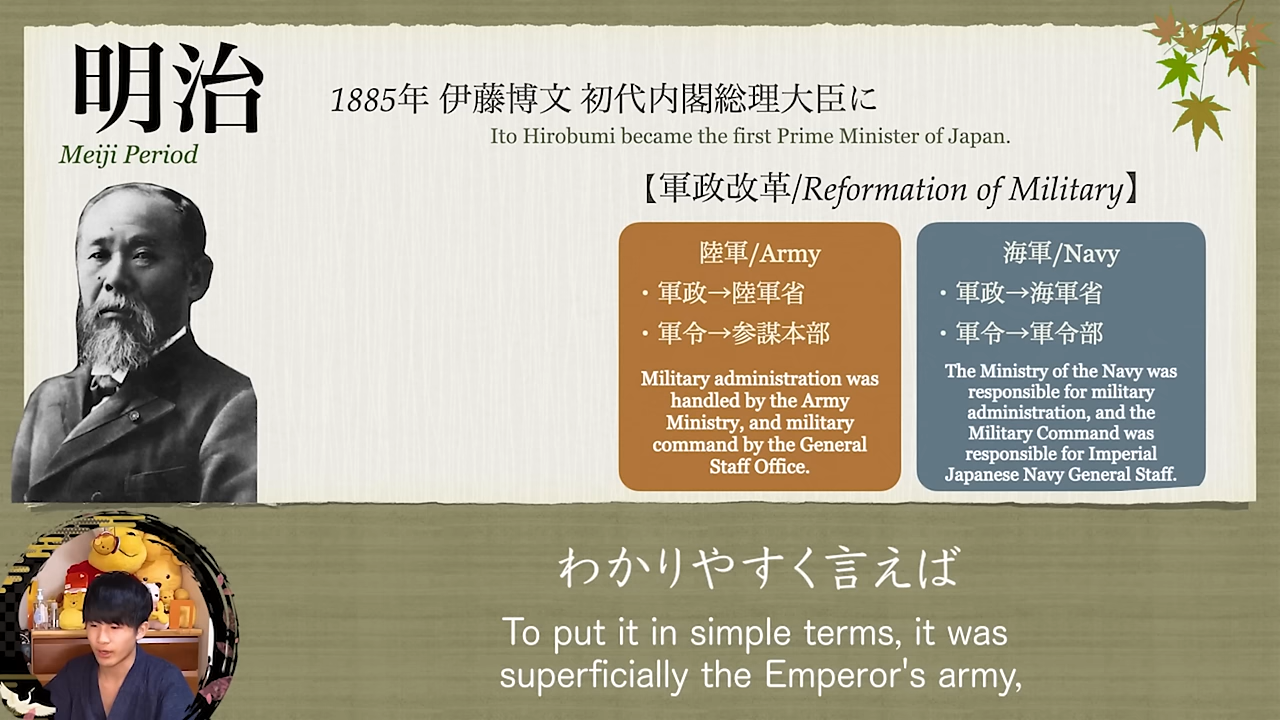 明治
Meiji Period
1885年 伊藤博文 初代内閣総理大臣に
Ito Hirobumi became the first Prime Minister of Japan.
【軍政改革/Reformation of Military】
陸軍/Army
・軍政→陸軍省
・軍令→参謀本部
Military administration was
handled by the Army
Ministry, and military
command by the General
Staff Office.
海軍/Navy
・軍政→海軍省
・軍令→軍令部
The Ministry of the Navy was
responsible for military
administration, and the
Military Command was
responsible for Imperial
Japanese Navy General Staff.
わかりやすく言えば
To put it in simple terms, it was
superficially the Emperor's army,